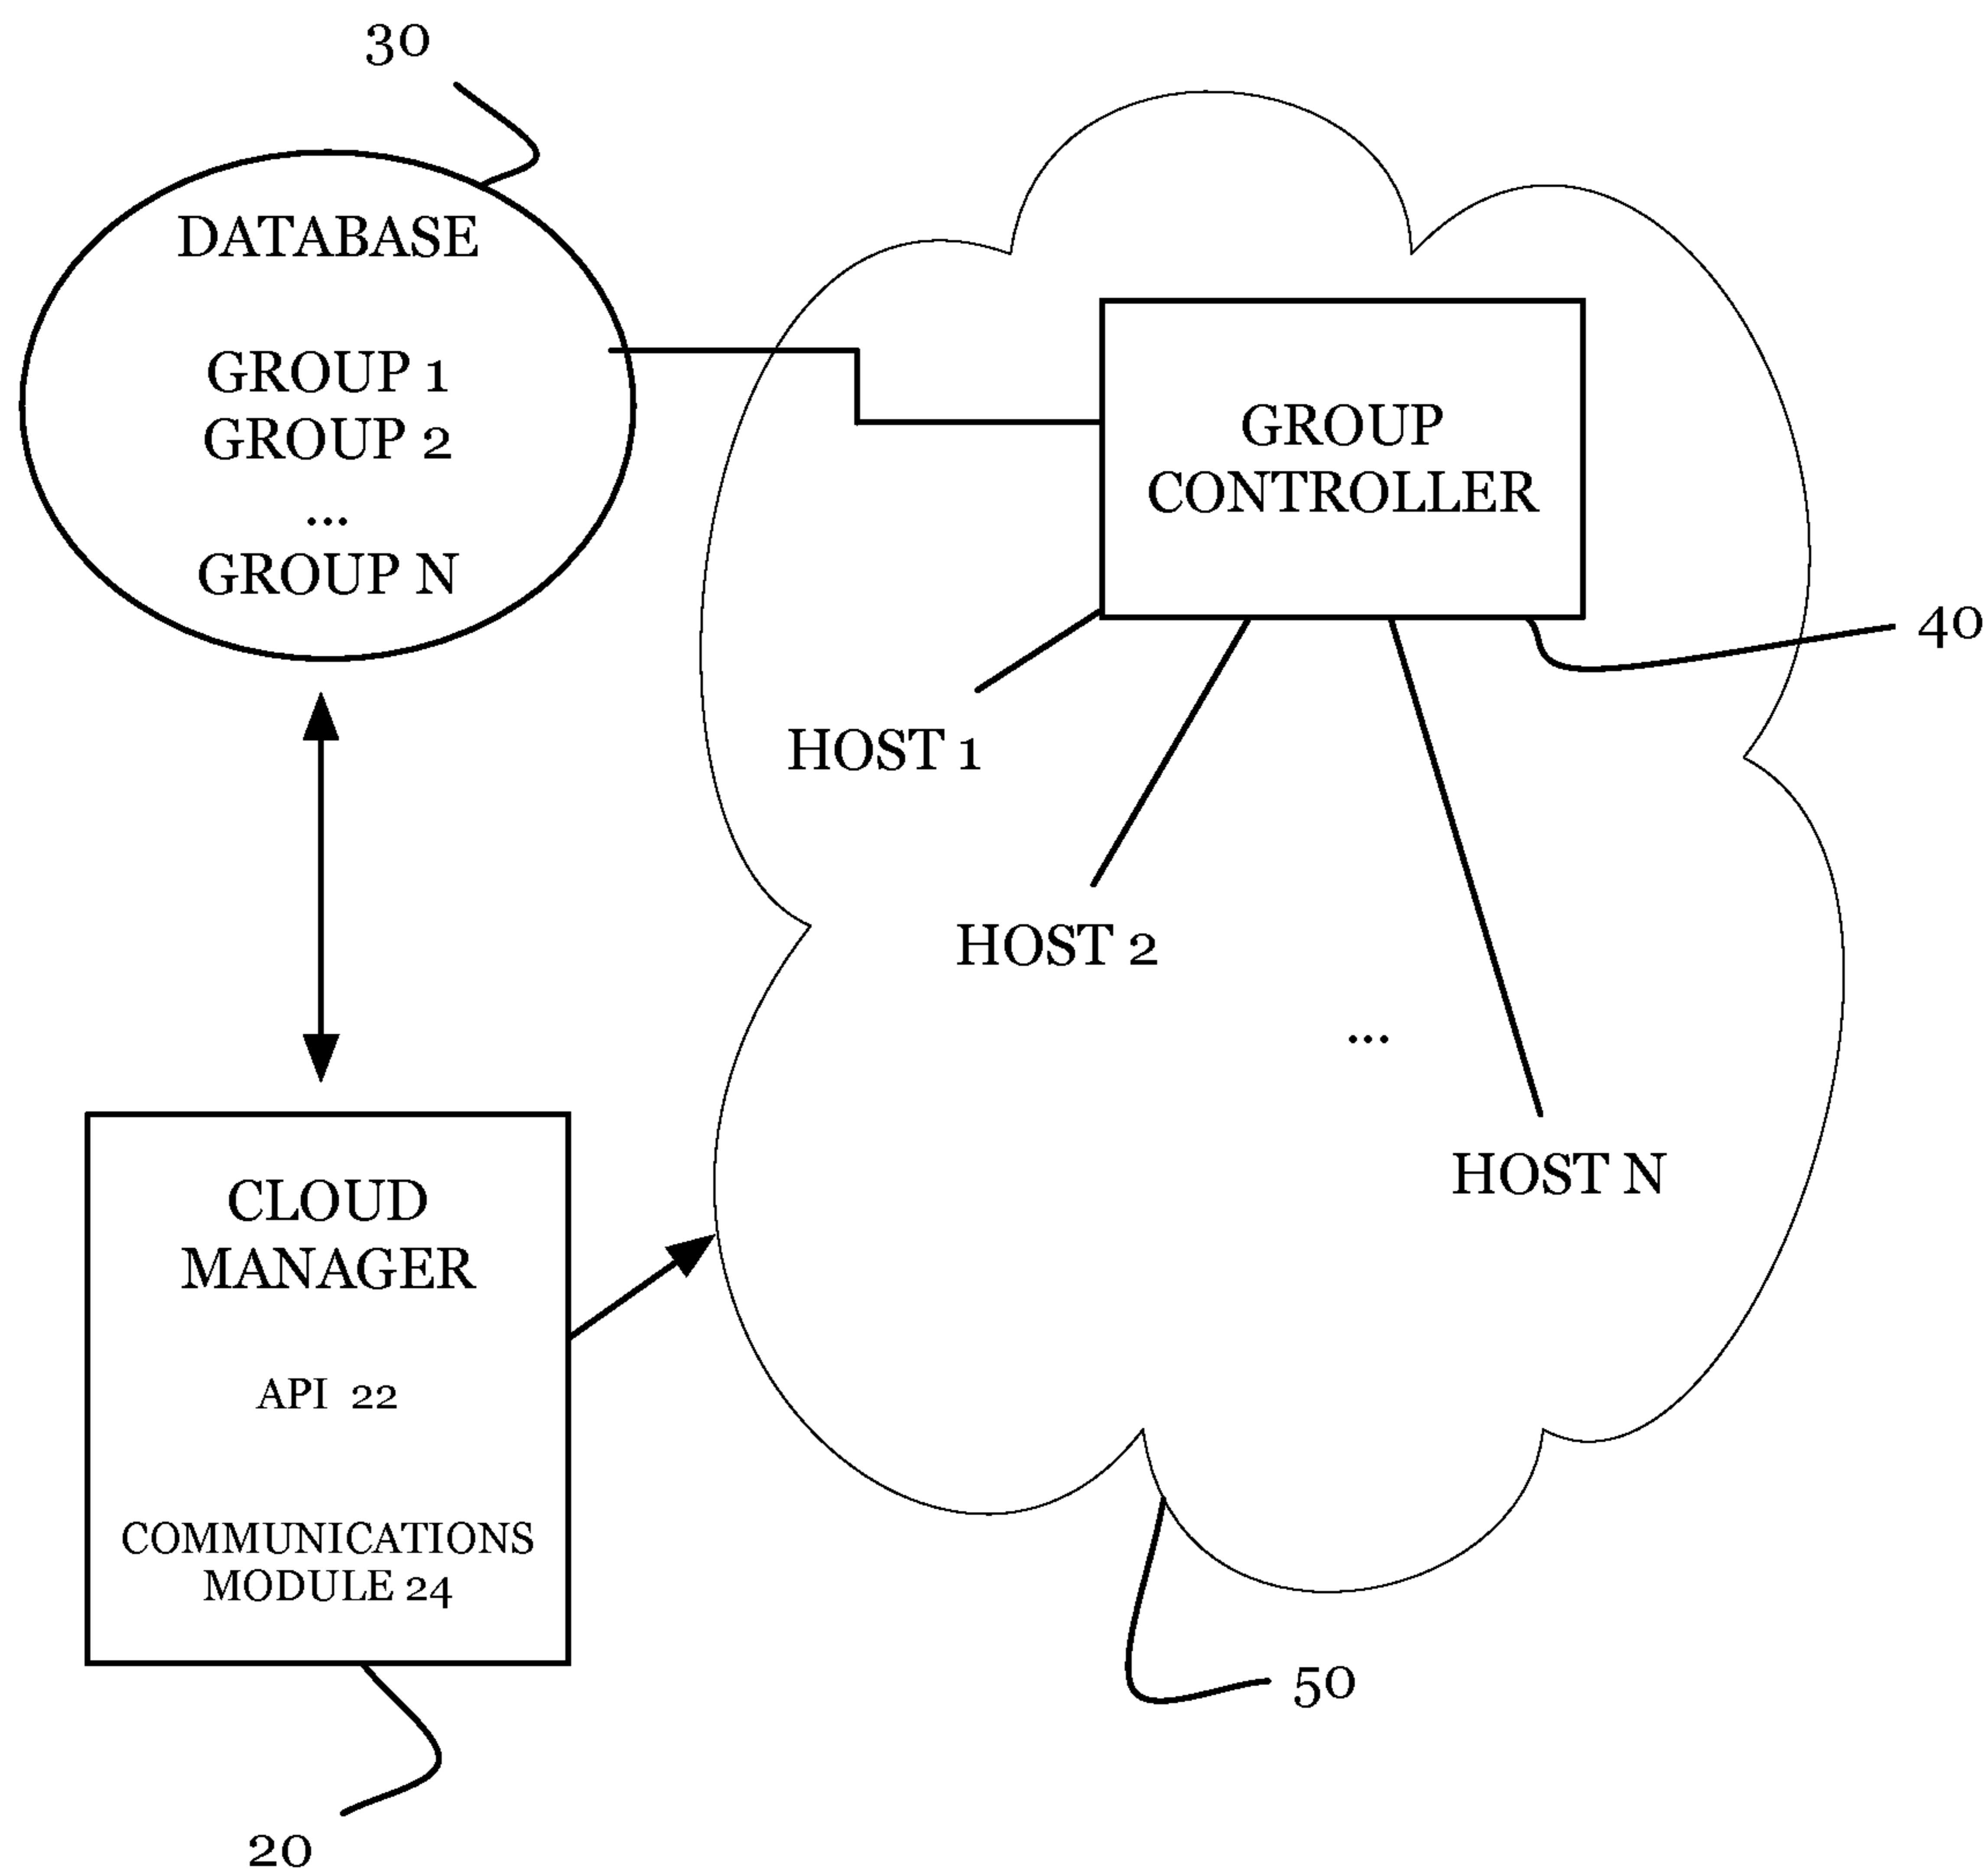 30
DATABASE
GROUP 1
GROUP 2
...
GROUP N
GROUP
CONTROLLER
40
HOST 1
HOST 2
...
HOST N
CLOUD
MANAGER
API 22
COMMUNICATIONS
MODULE 24
50
20